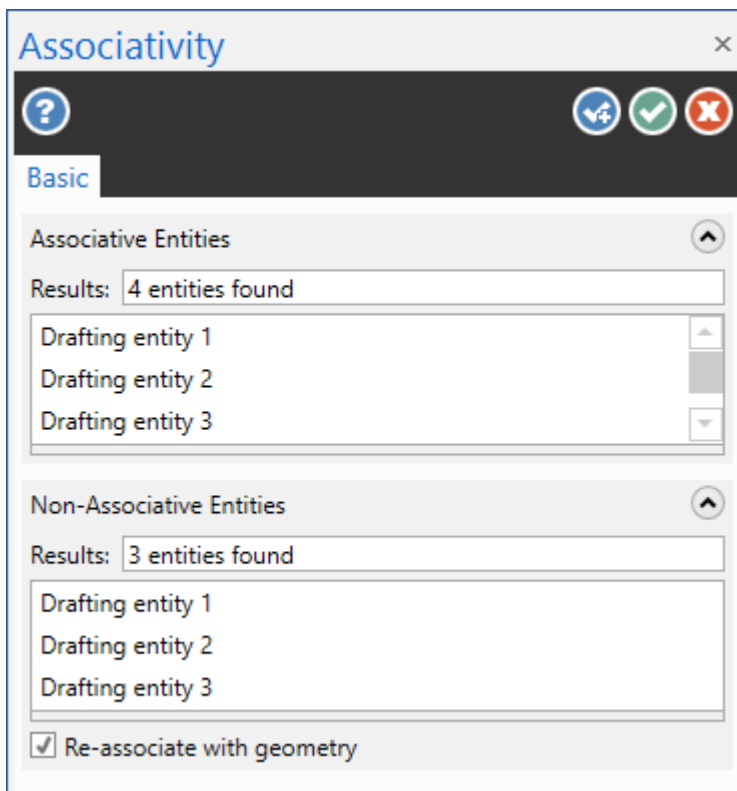 Associativity
Basic
Associative Entities
Results: 4 entities found
Drafting entity 1
Drafting entity 2
Drafting entity 3
Non-Associative Entities
Results: 3 entities found
Drafting entity 1
Drafting entity 2
Drafting entity 3
Re-associate with geometry